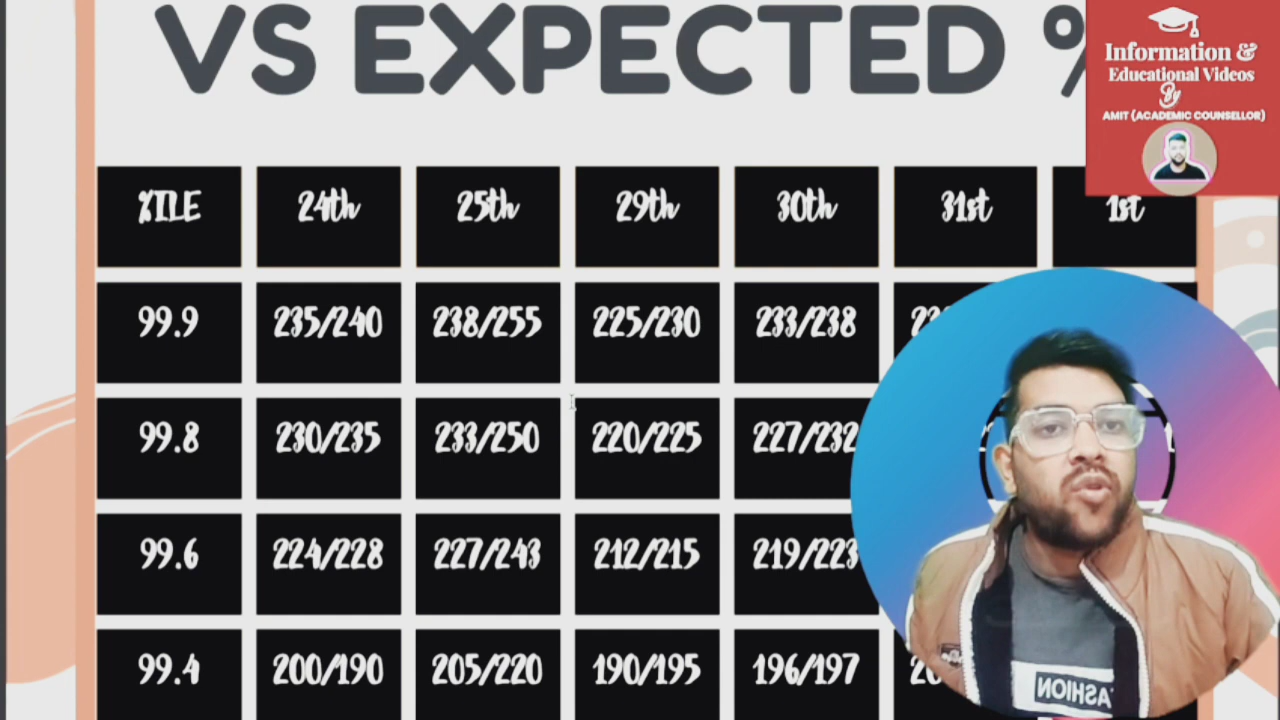 VS EXPECTED %
Information &
Educational Videos
By
AMIT (ACADEMIC COUNSELLOR)
%ILE 24th 25th 29th 30th 31st 1st
99.9 235/240 238/255 225/230 233/238
99.8 230/235 233/250 220/225 227/232
99.6 224/228 227/243 212/215 219/223
99.4 200/190 205/220 190/195 196/197
FASHION